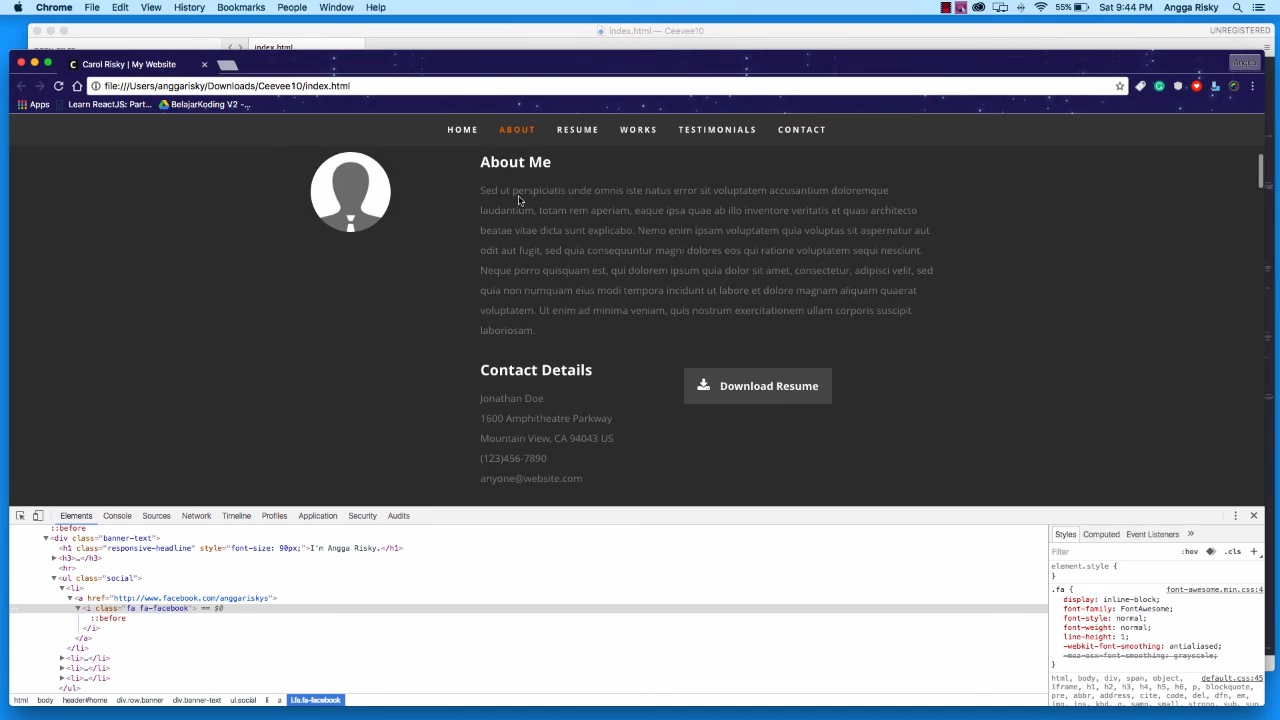 Chrome File Edit View History Bookmarks People Window Help 55% Sat 9:44 PM Angga Risky
index.html — Ceevee10 UNREGISTERED
index.html
Carol Risky | My Website
Angga
file:///Users/anggarisky/Downloads/Ceevee10/index.html
Apps Learn ReactJS: Part... BelajarKoding V2 -...
HOME ABOUT RESUME WORKS TESTIMONIALS CONTACT
About Me
Sed ut perspiciatis unde omnis iste natus error sit voluptatem accusantium doloremque
laudantium, totam rem aperiam, eaque ipsa quae ab illo inventore veritatis et quasi architecto
beatae vitae dicta sunt explicabo. Nemo enim ipsam voluptatem quia voluptas sit aspernatur aut
odit aut fugit, sed quia consequuntur magni dolores eos qui ratione voluptatem sequi nesciunt.
Neque porro quisquam est, qui dolorem ipsum quia dolor sit amet, consectetur, adipisci velit, sed
quia non numquam eius modi tempora incidunt ut labore et dolore magnam aliquam quaerat
voluptatem. Ut enim ad minima veniam, quis nostrum exercitationem ullam corporis suscipit
laboriosam.
Contact Details
Jonathan Doe
1600 Amphitheatre Parkway
Mountain View, CA 94043 US
(123)456-7890
anyone@website.com
Download Resume
Elements Console Sources Network Timeline Profiles Application Security Audits
::before
<div class="banner-text">
<h1 class="responsive-headline" style="font-size: 90px;">I'm Angga Risky.</h1>
<h3>…</h3>
<hr>
<ul class="social">
<li>
<a href="http://www.facebook.com/anggariskys">
<i class="fa fa-facebook"> == $0
::before
</i>
</a>
</li>
<li>…</li>
<li>…</li>
<li>…</li>
</ul>
html body header#home div.row.banner div.banner-text ul.social li a i.fa.fa-facebook
Styles Computed Event Listeners »
Filter :hov .cls +
element.style {
}
.fa { font-awesome.min.css:4
display: inline-block;
font-family: FontAwesome;
font-style: normal;
font-weight: normal;
line-height: 1;
-webkit-font-smoothing: antialiased;
-moz-osx-font-smoothing: grayscale;
}
html, body, div, span, object, default.css:45
iframe, h1, h2, h3, h4, h5, h6, p, blockquote,
pre, abbr, address, cite, code, del, dfn, em,